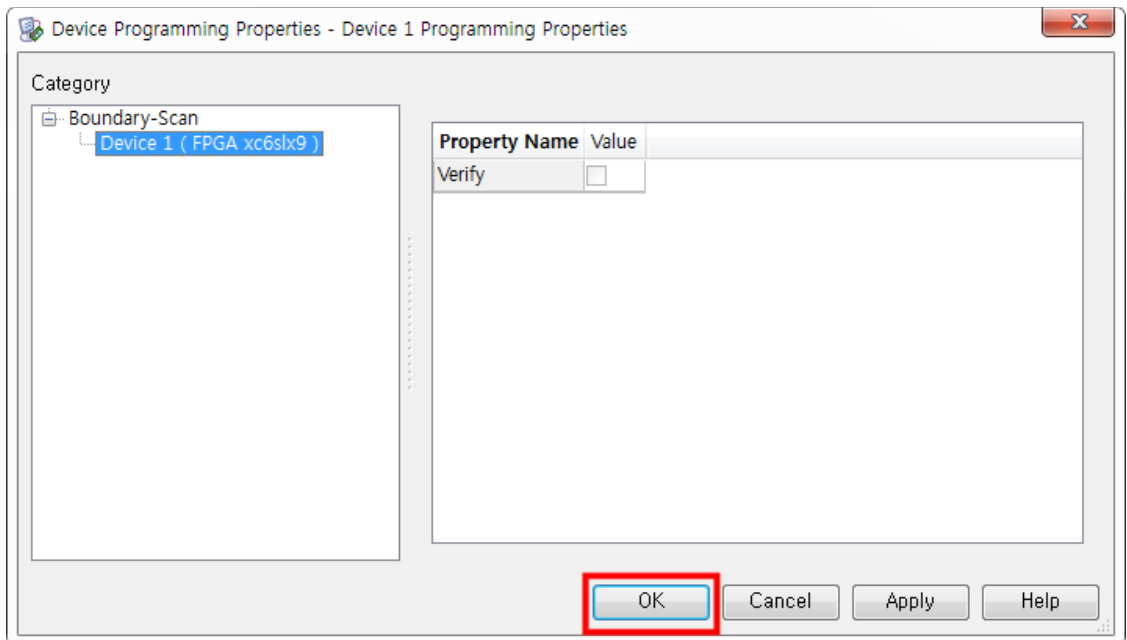 Device Programming Properties - Device 1 Programming Properties
Category
Boundary-Scan
Device 1 ( FPGA xc6slx9 )
Property Name Value
Verify
OK Cancel Apply Help